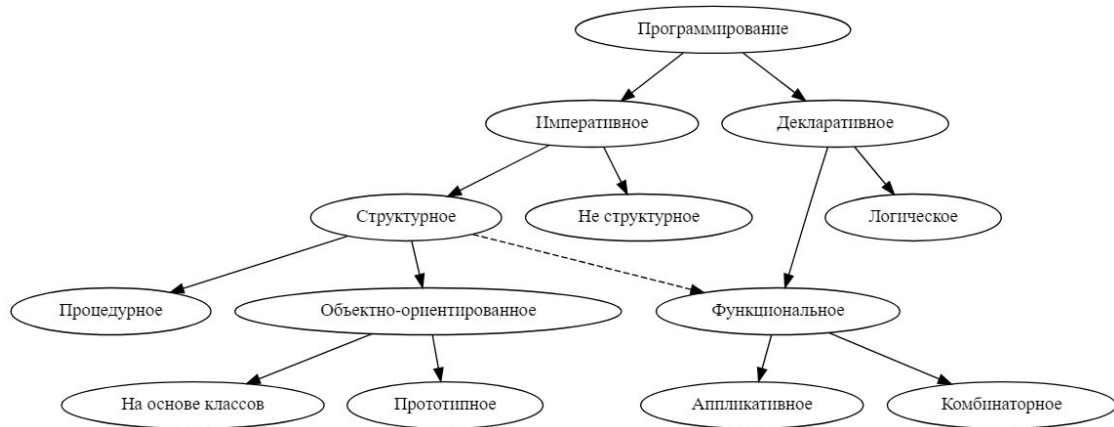 Программирование
Императивное
Декларативное
Структурное
Не структурное
Логическое
Процедурное
Объектно-ориентированное
Функциональное
На основе классов
Прототипное
Аппликативное
Комбинаторное